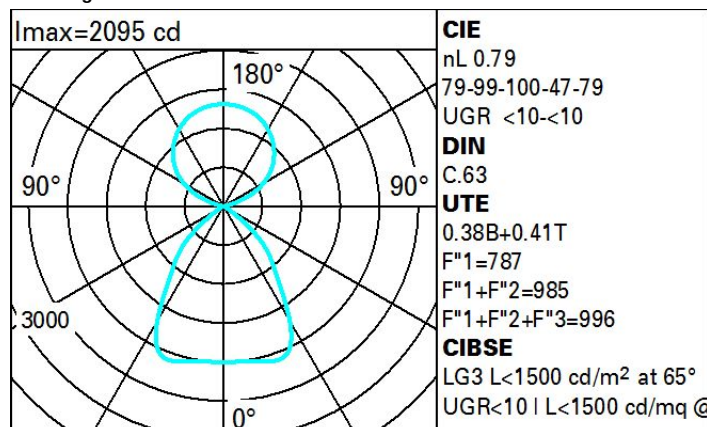 Imax=2095 cd
180°
90°
90°
3000
0°
CIE
nL 0.79
79-99-100-47-79
UGR <10-<10
DIN
C.63
UTE
0.38B+0.41T
F"1=787
F"1+F"2=985
F"1+F"2+F"3=996
CIBSE
LG3 L<1500 cd/m² at 65°
UGR<10 | L<1500 cd/mq @